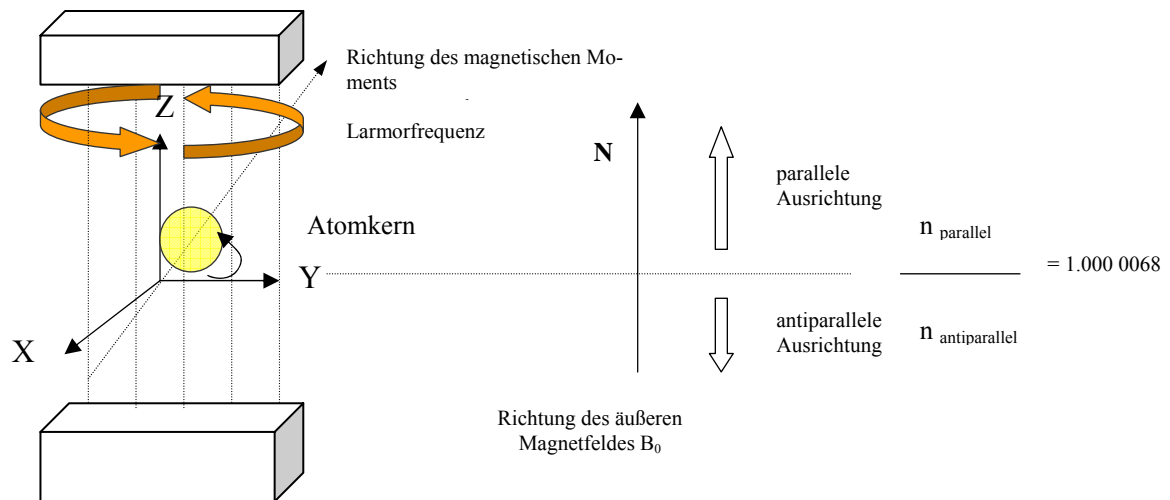 Richtung des magnetischen Mo-
ments
Larmorfrequenz
Z
Atomkern
Y
X
N
parallele
Ausrichtung
antiparallele
Ausrichtung
n parallel
n antiparallel
= 1.000 0068
Richtung des äußeren
Magnetfeldes B₀